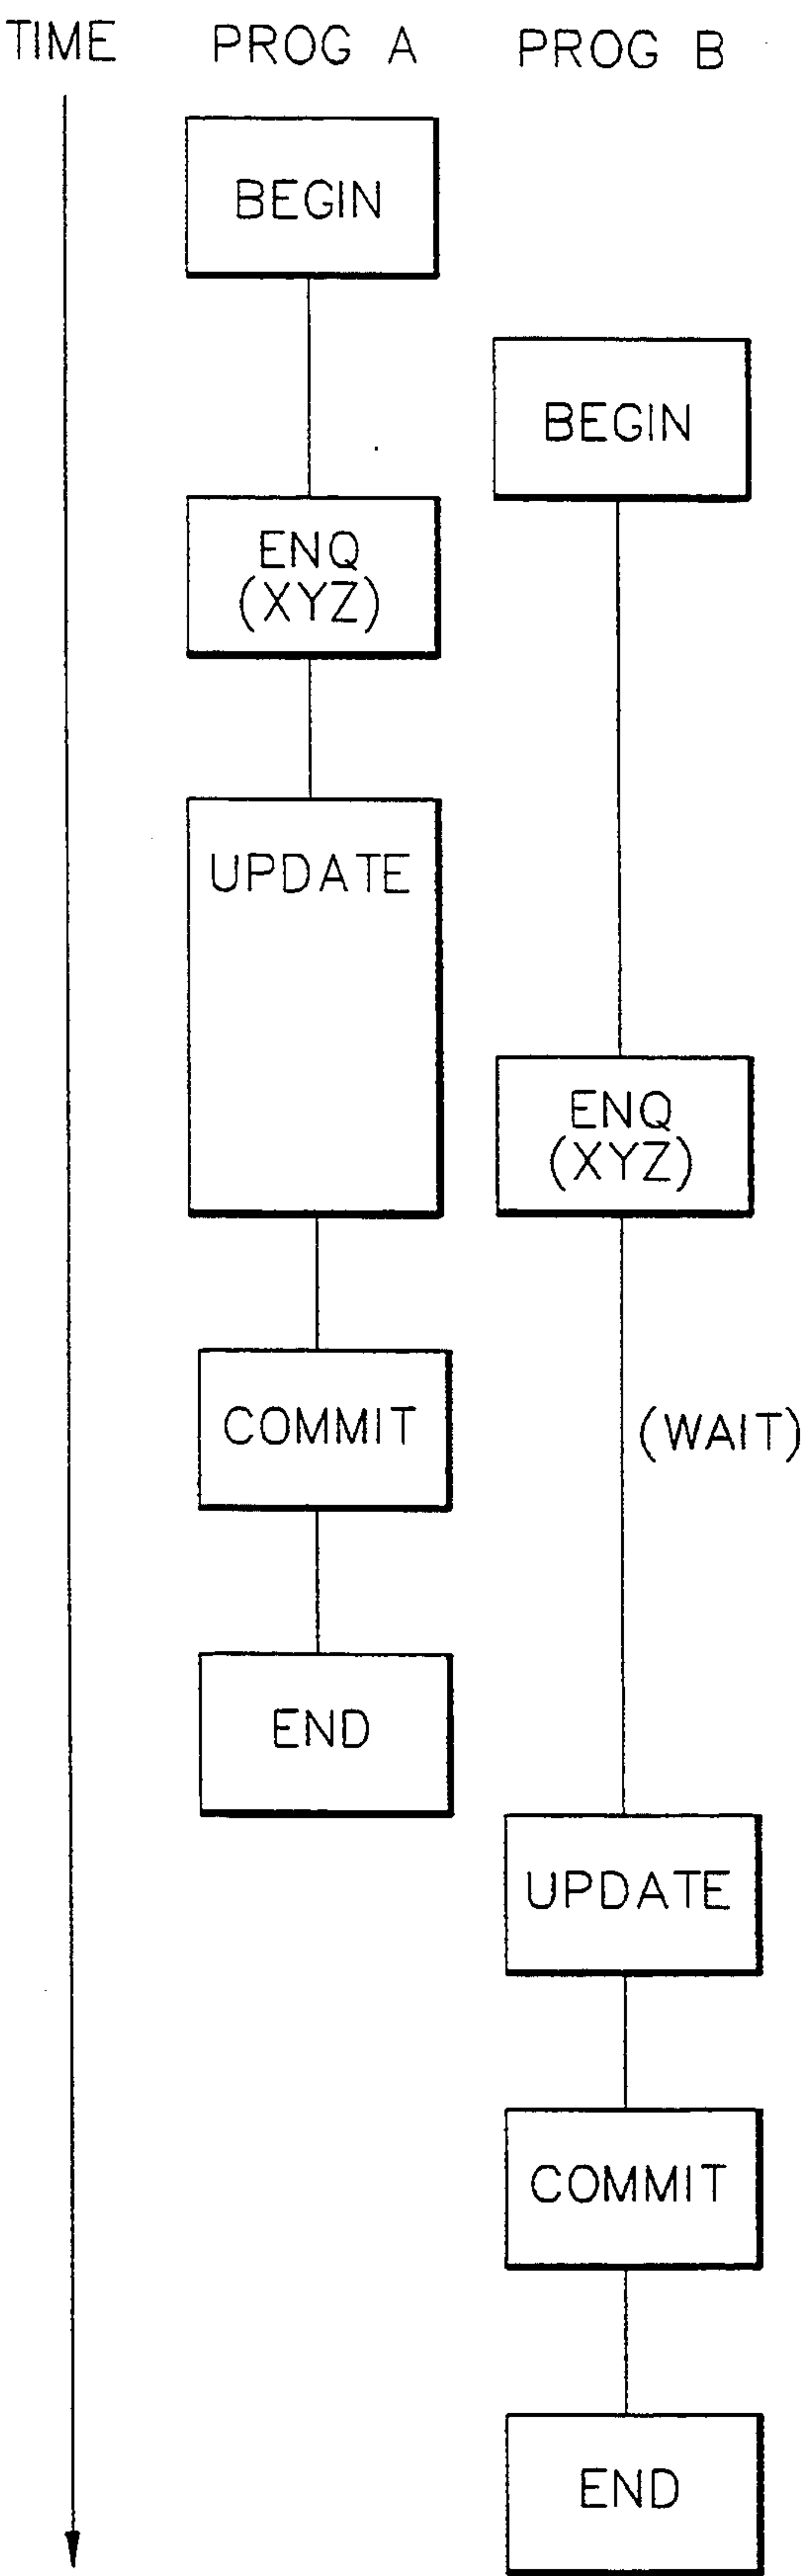 TIME PROG A PROG B
BEGIN
BEGIN
ENQ
(XYZ)
UPDATE
ENQ
(XYZ)
COMMIT
(WAIT)
END
UPDATE
COMMIT
END